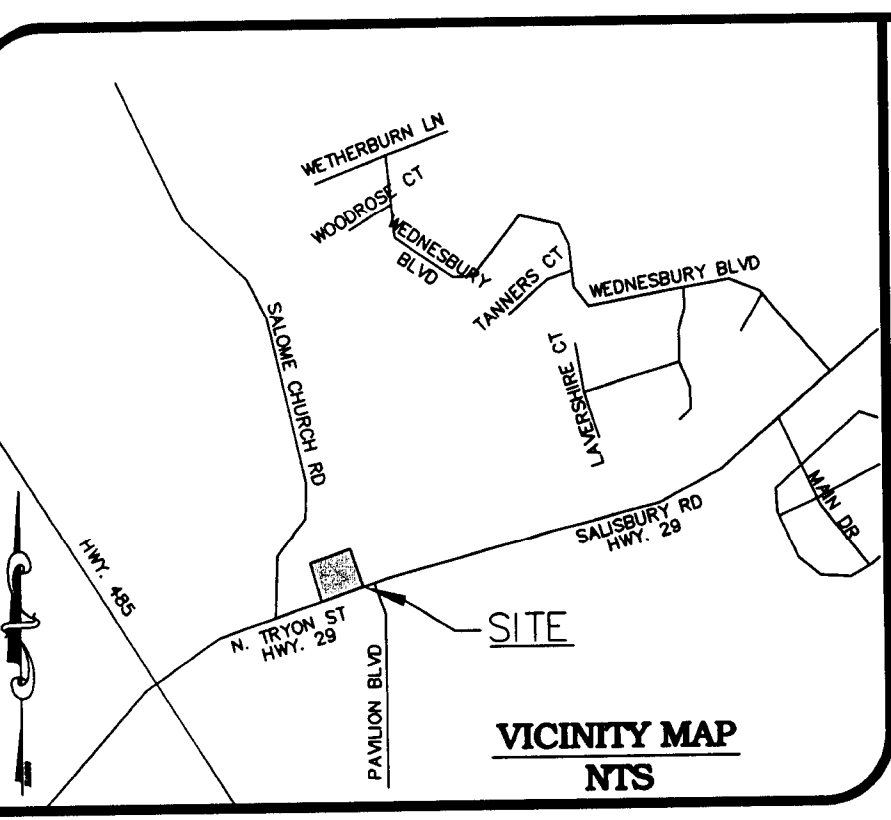 WETHERBURN LN
WOODROSE CT
WEDNESBURY
BLVD
TANNERS CT
WEDNESBURY BLVD
SALOME CHURCH RD
LAVERSHIRE CT
MAIN DR
SALISBURY RD
HWY. 29
HWY. 485
N. TRYON ST
HWY. 29
SITE
PAVILION BLVD
VICINITY MAP
NTS